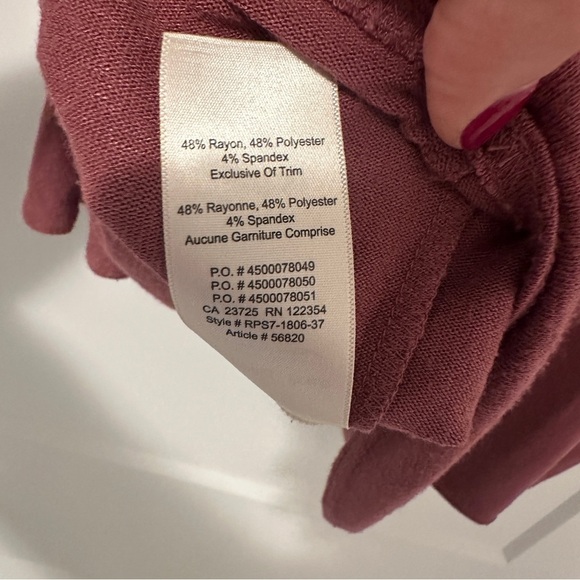 48% Rayon, 48% Polyester
4% Spandex
Exclusive Of Trim
48% Rayonne, 48% Polyester
4% Spandex
Aucune Garniture Comprise
P.O. # 4500078049
P.O. # 4500078050
P.O. # 4500078051
CA 23725 RN 122354
Style # RPS7-1806-37
Article # 56820